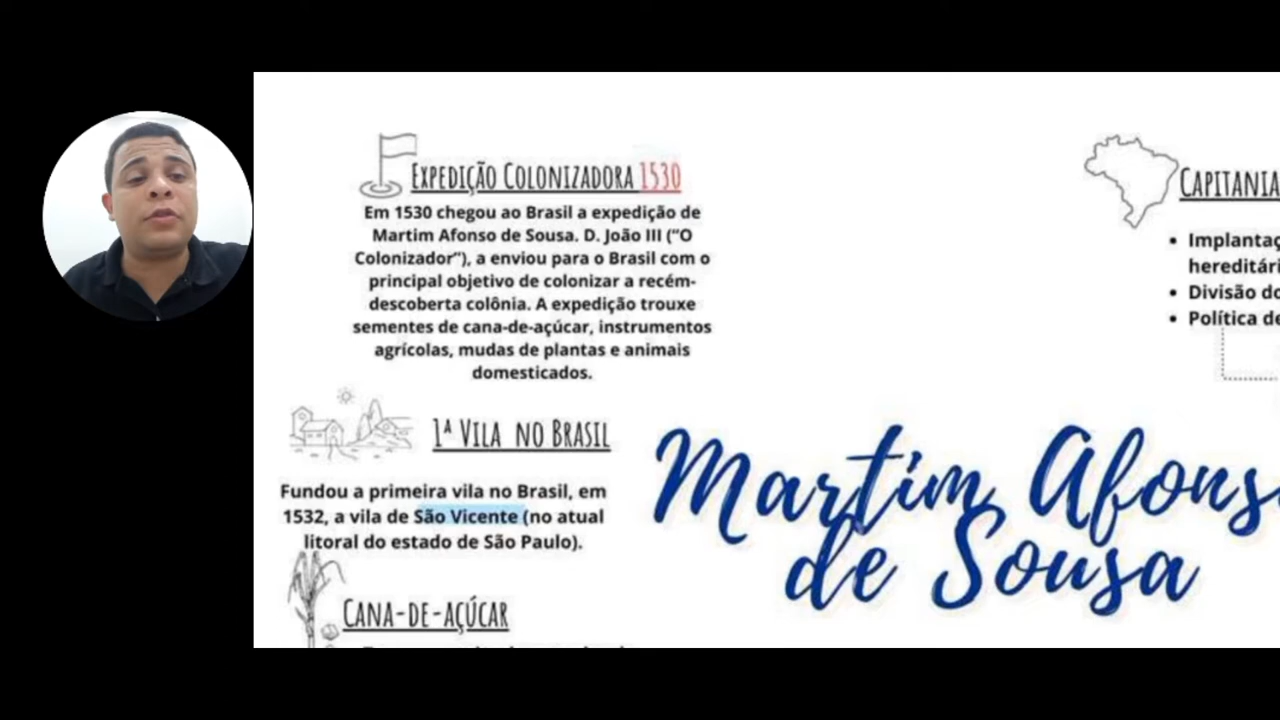 Expedição Colonizadora 1530
Em 1530 chegou ao Brasil a expedição de
Martim Afonso de Sousa. D. João III (“O
Colonizador”), a enviou para o Brasil com o
principal objetivo de colonizar a recém-
descoberta colônia. A expedição trouxe
sementes de cana-de-açúcar, instrumentos
agrícolas, mudas de plantas e animais
domesticados.
1ª Vila no Brasil
Fundou a primeira vila no Brasil, em
1532, a vila de São Vicente (no atual
litoral do estado de São Paulo).
Cana-de-açúcar
Martim Afons
de Sousa
Capitania
• Implantaç
hereditári
• Divisão do
• Política de